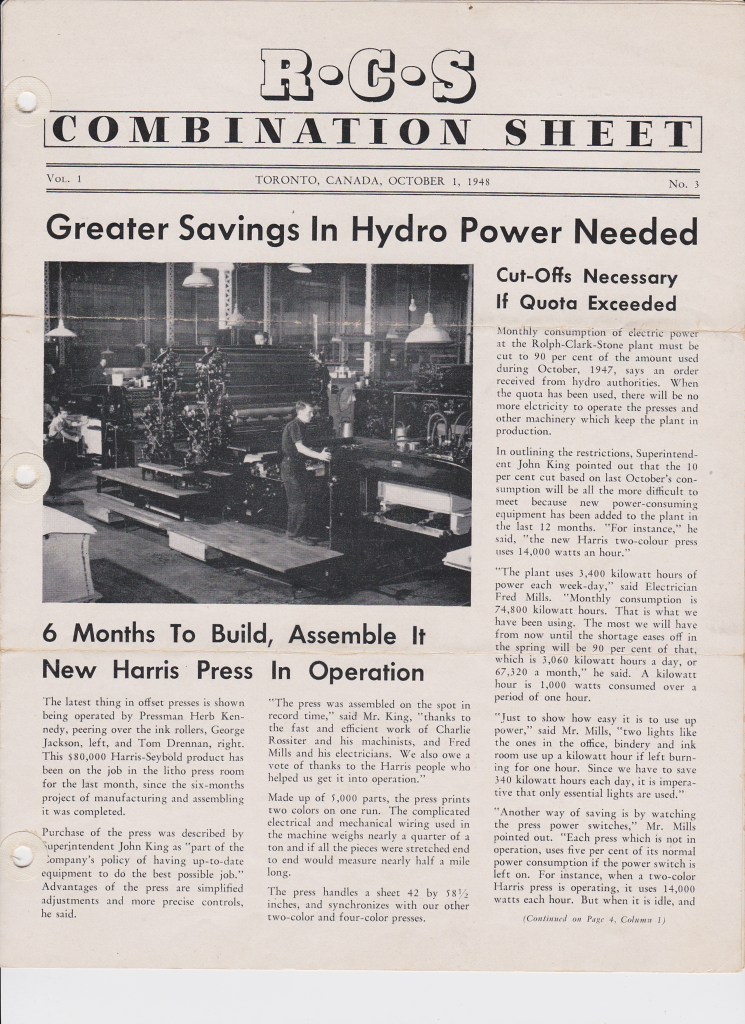 R·C·S
COMBINATION SHEET
VOL. 1
TORONTO, CANADA, OCTOBER 1, 1948
No. 3
Greater Savings In Hydro Power Needed
6 Months To Build, Assemble It
New Harris Press In Operation
The latest thing in offset presses is shown
being operated by Pressman Herb Ken-
nedy, peering over the ink rollers, George
Jackson, left, and Tom Drennan, right.
This $80,000 Harris-Seybold product has
been on the job in the litho press room
for the last month, since the six-months
project of manufacturing and assembling
it was completed.
Purchase of the press was described by
Superintendent John King as "part of the
Company's policy of having up-to-date
equipment to do the best possible job."
Advantages of the press are simplified
adjustments and more precise controls,
he said.
"The press was assembled on the spot in
record time," said Mr. King, "thanks to
the fast and efficient work of Charlie
Rossiter and his machinists, and Fred
Mills and his electricians. We also owe a
vote of thanks to the Harris people who
helped us get it into operation."
Made up of 5,000 parts, the press prints
two colors on one run. The complicated
electrical and mechanical wiring used in
the machine weighs nearly a quarter of a
ton and if all the pieces were stretched end
to end would measure nearly half a mile
long.
The press handles a sheet 42 by 58½
inches, and synchronizes with our other
two-color and four-color presses.
Cut-Offs Necessary
If Quota Exceeded
Monthly consumption of electric power
at the Rolph-Clark-Stone plant must be
cut to 90 per cent of the amount used
during October, 1947, says an order
received from hydro authorities. When
the quota has been used, there will be no
more elctricity to operate the presses and
other machinery which keep the plant in
production.
In outlining the restrictions, Superintend-
ent John King pointed out that the 10
per cent cut based on last October's con-
sumption will be all the more difficult to
meet because new power-consuming
equipment has been added to the plant in
the last 12 months. "For instance," he
said, "the new Harris two-colour press
uses 14,000 watts an hour."
"The plant uses 3,400 kilowatt hours of
power each week-day," said Electrician
Fred Mills. "Monthly consumption is
74,800 kilowatt hours. That is what we
have been using. The most we will have
from now until the shortage eases off in
the spring will be 90 per cent of that,
which is 3,060 kilowatt hours a day, or
67,320 a month," he said. A kilowatt
hour is 1,000 watts consumed over a
period of one hour.
"Just to show how easy it is to use up
power," said Mr. Mills, "two lights like
the ones in the office, bindery and ink
room use up a kilowatt hour if left burn-
ing for one hour. Since we have to save
340 kilowatt hours each day, it is impera-
tive that only essential lights are used."
"Another way of saving is by watching
the press power switches," Mr. Mills
pointed out. "Each press which is not in
operation, uses five per cent of its normal
power consumption if the power switch is
left on. For instance, when a two-color
Harris press is operating, it uses 14,000
watts each hour. But when it is idle, and
(Continued on Page 4, Column 1)